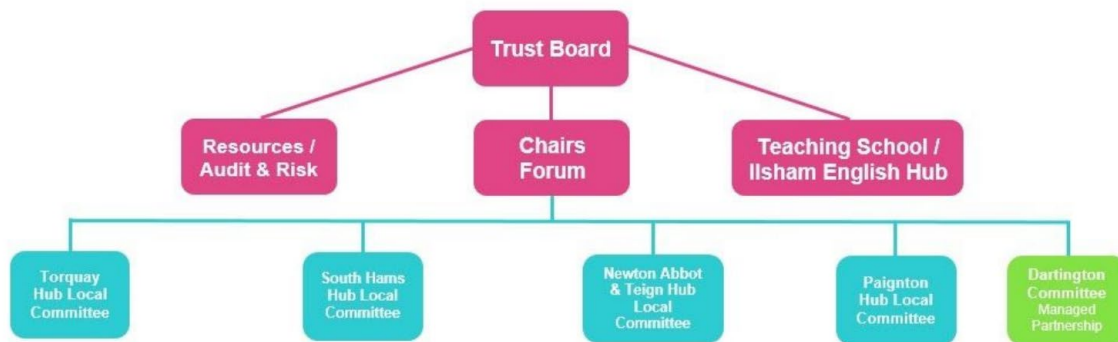 Trust Board
Resources /
Audit & Risk
Chairs
Forum
Teaching School /
Ilsham English Hub
Torquay
Hub Local
Committee
South Hams
Hub Local
Committee
Newton Abbot
& Teign Hub
Local
Committee
Paignton
Hub Local
Committee
Dartington
Committee
Managed
Partnership